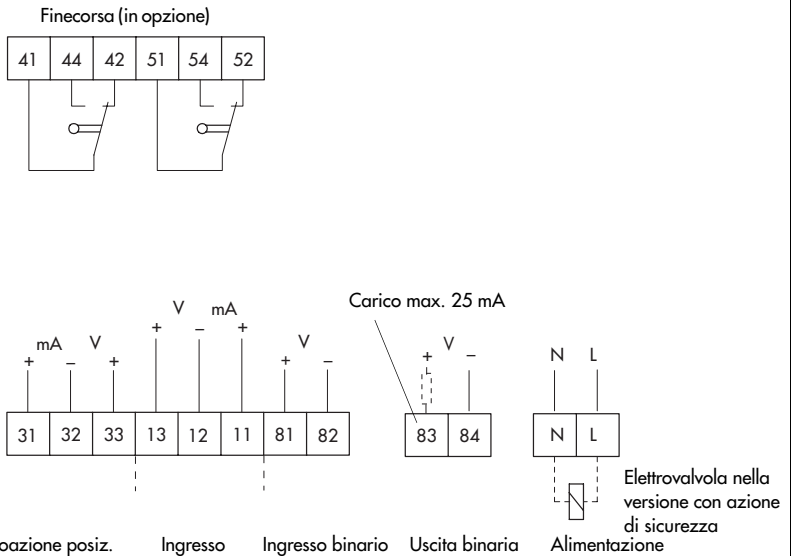 Finecorsa (in opzione)
41 44 42 51 54 52
Carico max. 25 mA
V mA
+ – +
mA V
+ – +
V
+ –
V
+ –
N L
31 32 33 13 12 11 81 82
83 84
N L
Elettrovalvola nella
versione con azione
di sicurezza
posiz. Ingresso Ingresso binario Uscita binaria Alimentazione